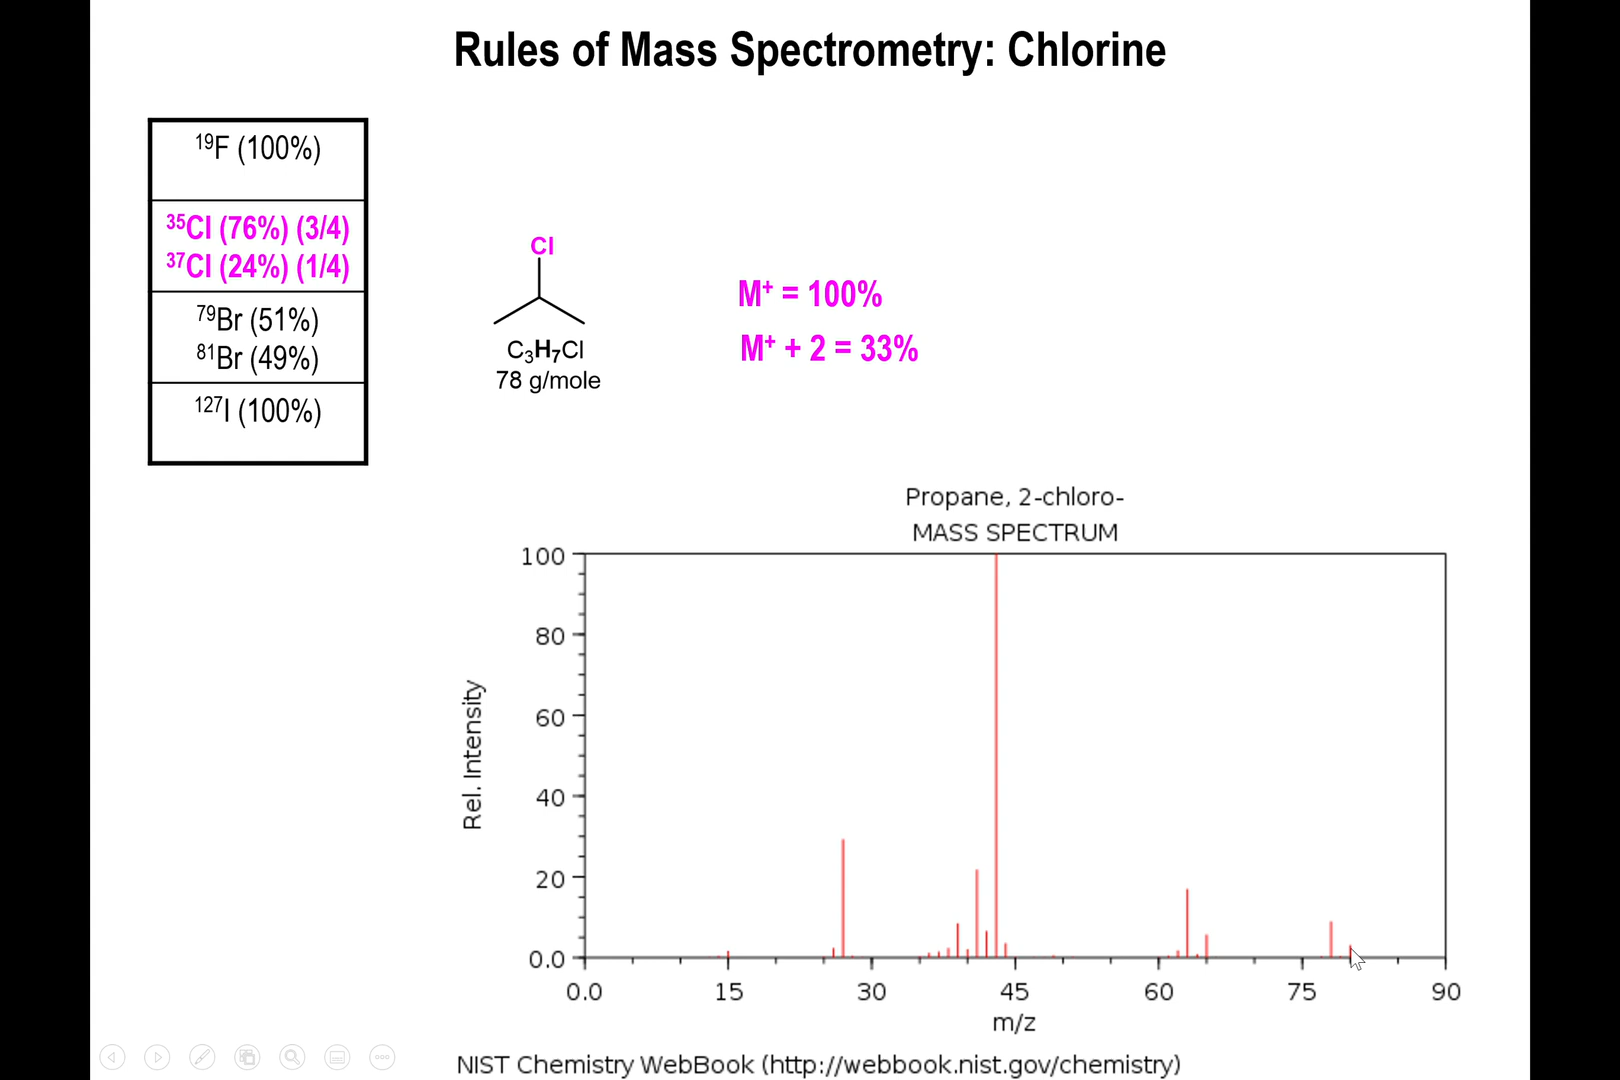 Rules of Mass Spectrometry: Chlorine
¹⁹F (100%)
³⁵Cl (76%) (3/4)
³⁷Cl (24%) (1/4)
⁷⁹Br (51%)
⁸¹Br (49%)
¹²⁷I (100%)
Cl
C₃H₇Cl
78 g/mole
M⁺ = 100%
M⁺ + 2 = 33%
Propane, 2-chloro-
MASS SPECTRUM
100
80
60
40
20
0.0
Rel. Intensity
0.0 15 30 45 60 75 90
m/z
NIST Chemistry WebBook (http://webbook.nist.gov/chemistry)